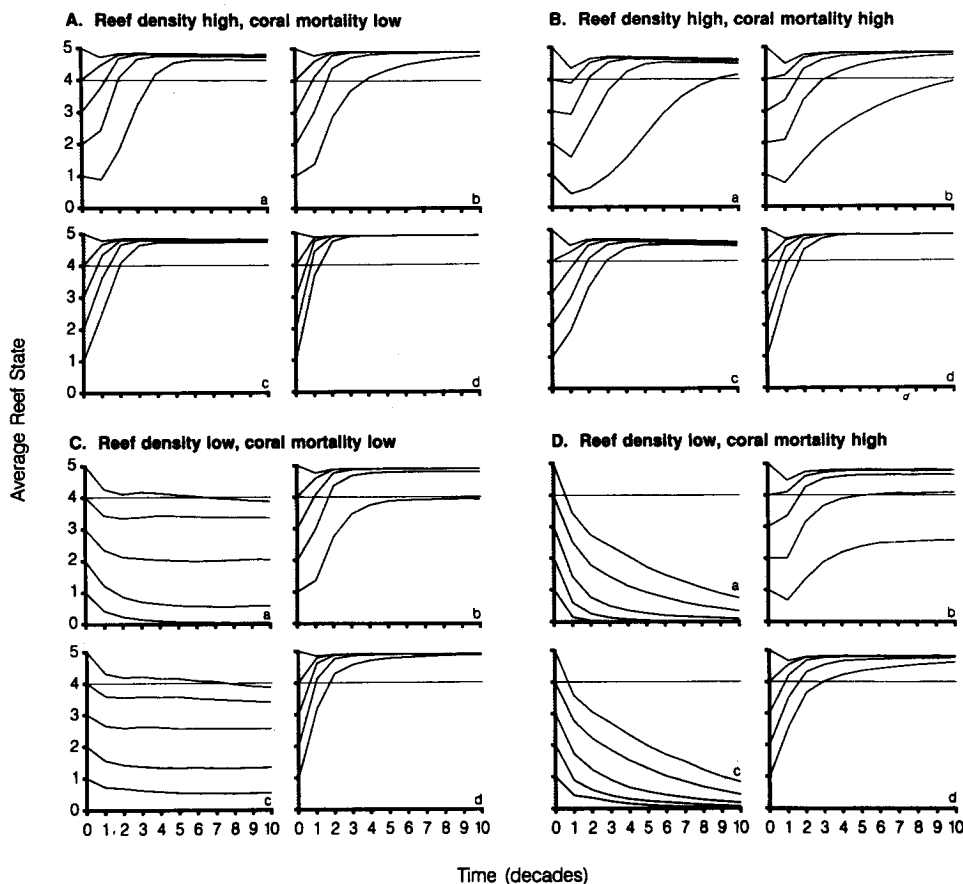 A. Reef density high, coral mortality low
5
4
3
2
1
0
a
b
5
4
3
2
1
0
c
d
B. Reef density high, coral mortality high
a
b
c
d
d
Average Reef State
C. Reef density low, coral mortality low
5
4
3
2
1
0
a
b
5
4
3
2
1
0
c
d
0 1 2 3 4 5 6 7 8 9 10
0 1 2 3 4 5 6 7 8 9 10
D. Reef density low, coral mortality high
a
b
c
d
0 1 2 3 4 5 6 7 8 9 10
0 1 2 3 4 5 6 7 8 9 10
Time (decades)